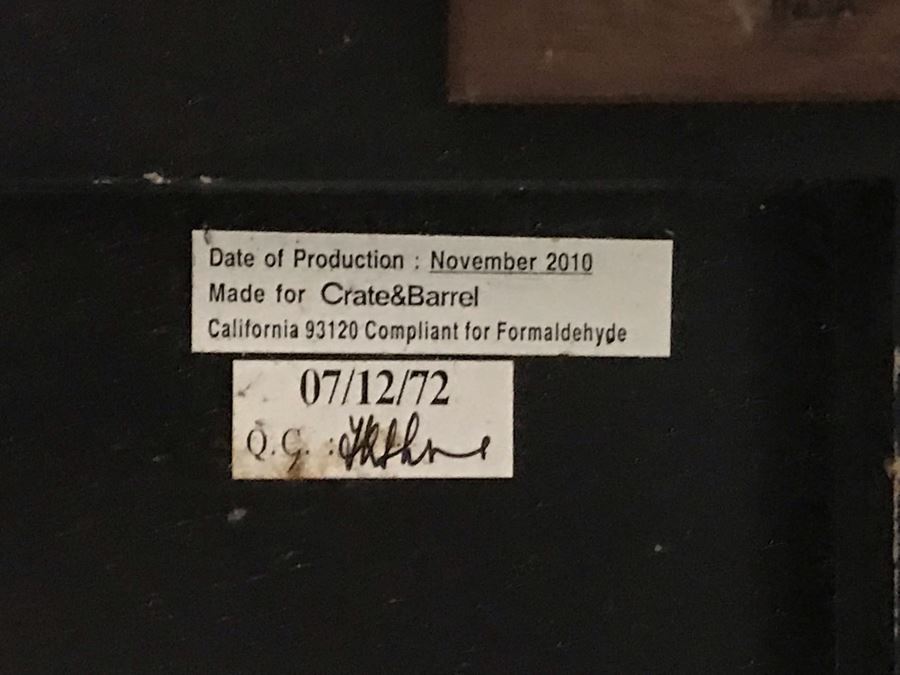 Date of Production : November 2010
Made for Crate&Barrel
California 93120 Compliant for Formaldehyde
07/12/72
Q.C. :